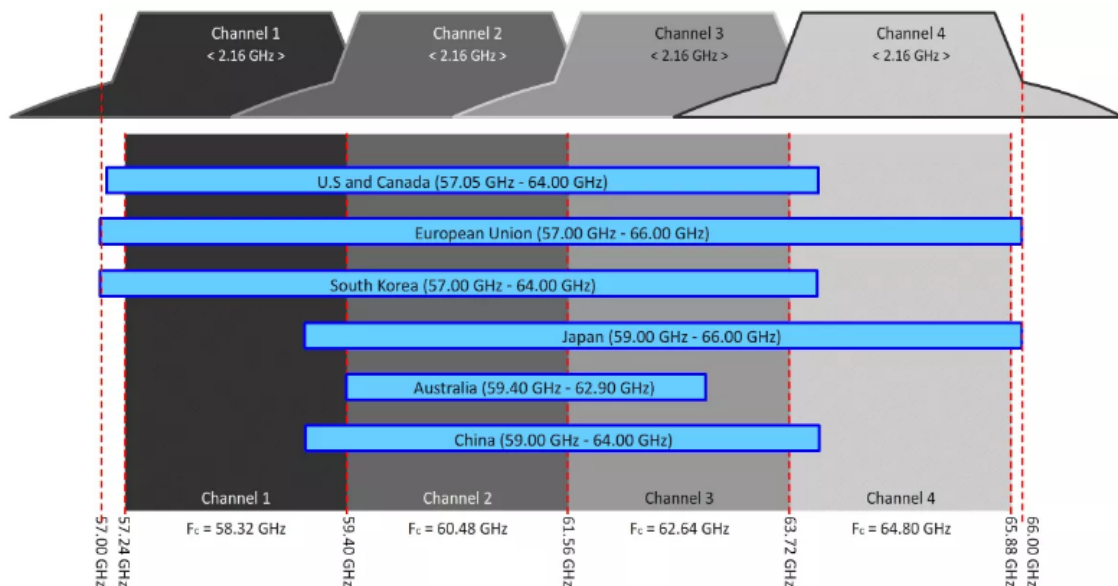 Channel 1
< 2.16 GHz >
Channel 2
< 2.16 GHz >
Channel 3
< 2.16 GHz >
Channel 4
< 2.16 GHz >
U.S and Canada (57.05 GHz - 64.00 GHz)
European Union (57.00 GHz - 66.00 GHz)
South Korea (57.00 GHz - 64.00 GHz)
Japan (59.00 GHz - 66.00 GHz)
Australia (59.40 GHz - 62.90 GHz)
China (59.00 GHz - 64.00 GHz)
Channel 1
Channel 2
Channel 3
Channel 4
57.00 GHz
57.24 GHz
Fc = 58.32 GHz
59.40 GHz
Fc = 60.48 GHz
61.56 GHz
Fc = 62.64 GHz
63.72 GHz
Fc = 64.80 GHz
65.88 GHz
66.00 GHz